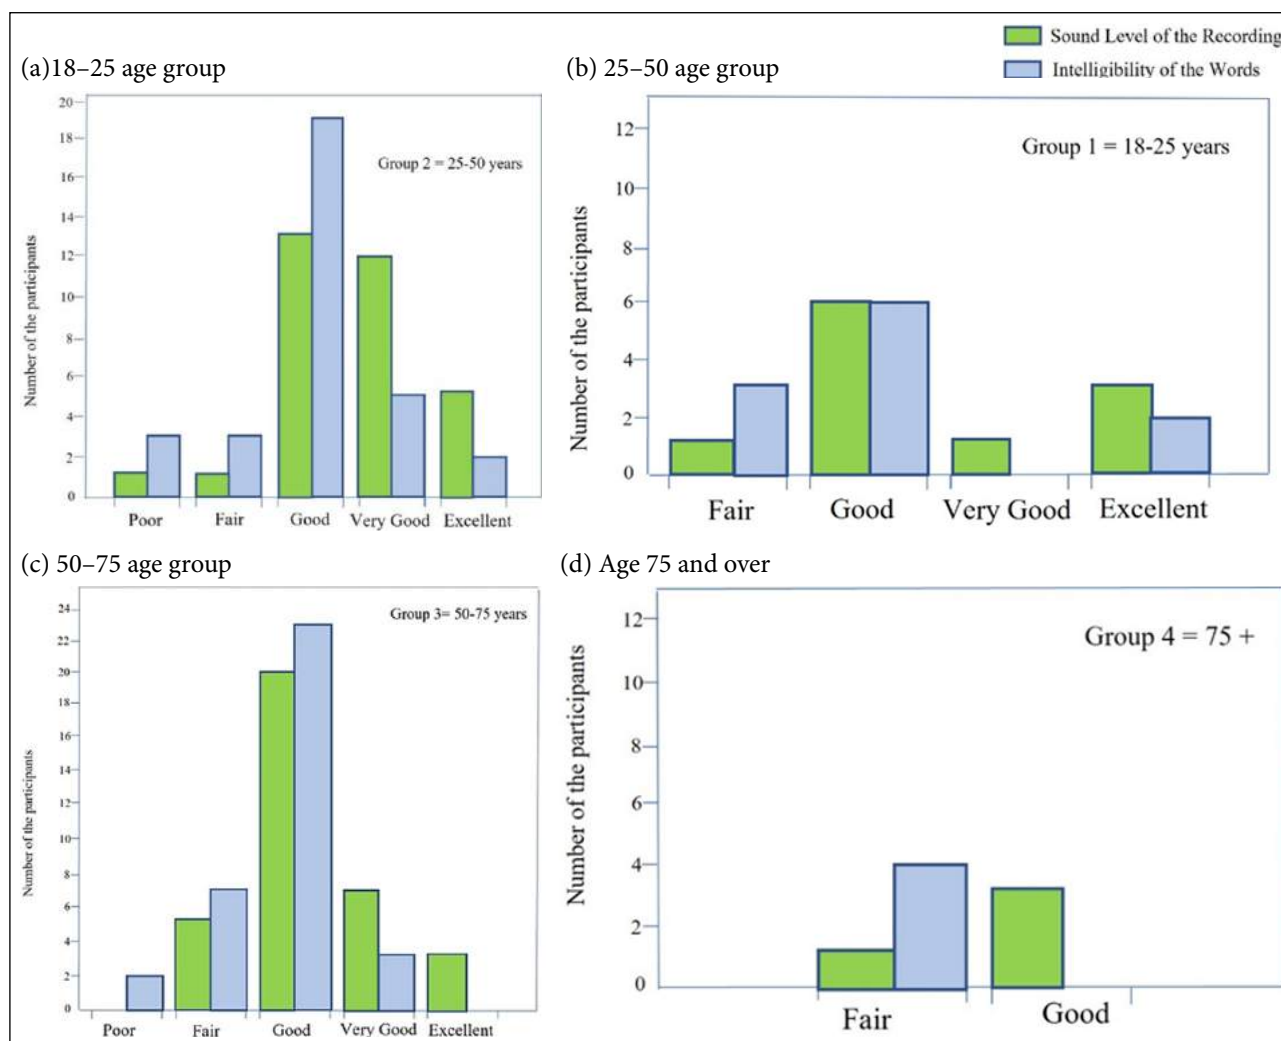 Sound Level of the Recording
Intelligibility of the Words
(a)18–25 age group
20
18
16
14
12
10
8
6
4
2
0
Number of the participants
Group 2 = 25-50 years
Poor Fair Good Very Good Excellent
(b) 25–50 age group
12
10
8
6
4
2
0
Number of the participants
Group 1 = 18-25 years
Fair Good Very Good Excellent
(c) 50–75 age group
24
22
20
18
16
14
12
10
8
6
4
2
0
Number of the participants
Group 3= 50-75 years
Poor Fair Good Very Good Excellent
(d) Age 75 and over
12
10
8
6
4
2
0
Number of the participants
Group 4 = 75 +
Fair Good